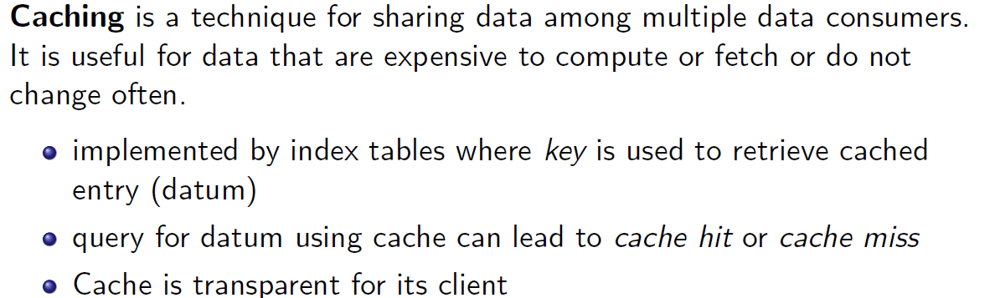 Caching is a technique for sharing data among multiple data consumers.
It is useful for data that are expensive to compute or fetch or do not
change often.
implemented by index tables where key is used to retrieve cached
entry (datum)
query for datum using cache can lead to cache hit or cache miss
Cache is transparent for its client